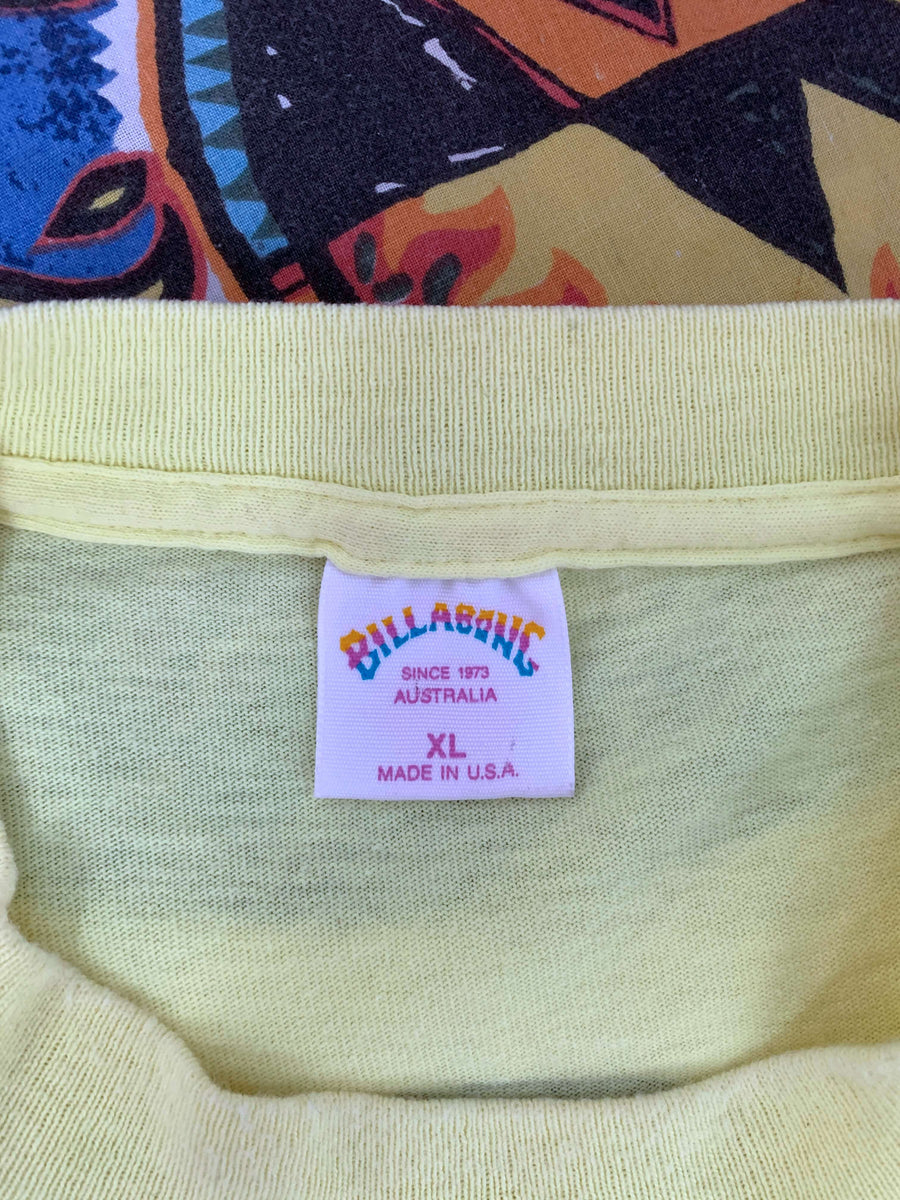 BILLABONG
SINCE 1973
AUSTRALIA
XL
MADE IN U.S.A.